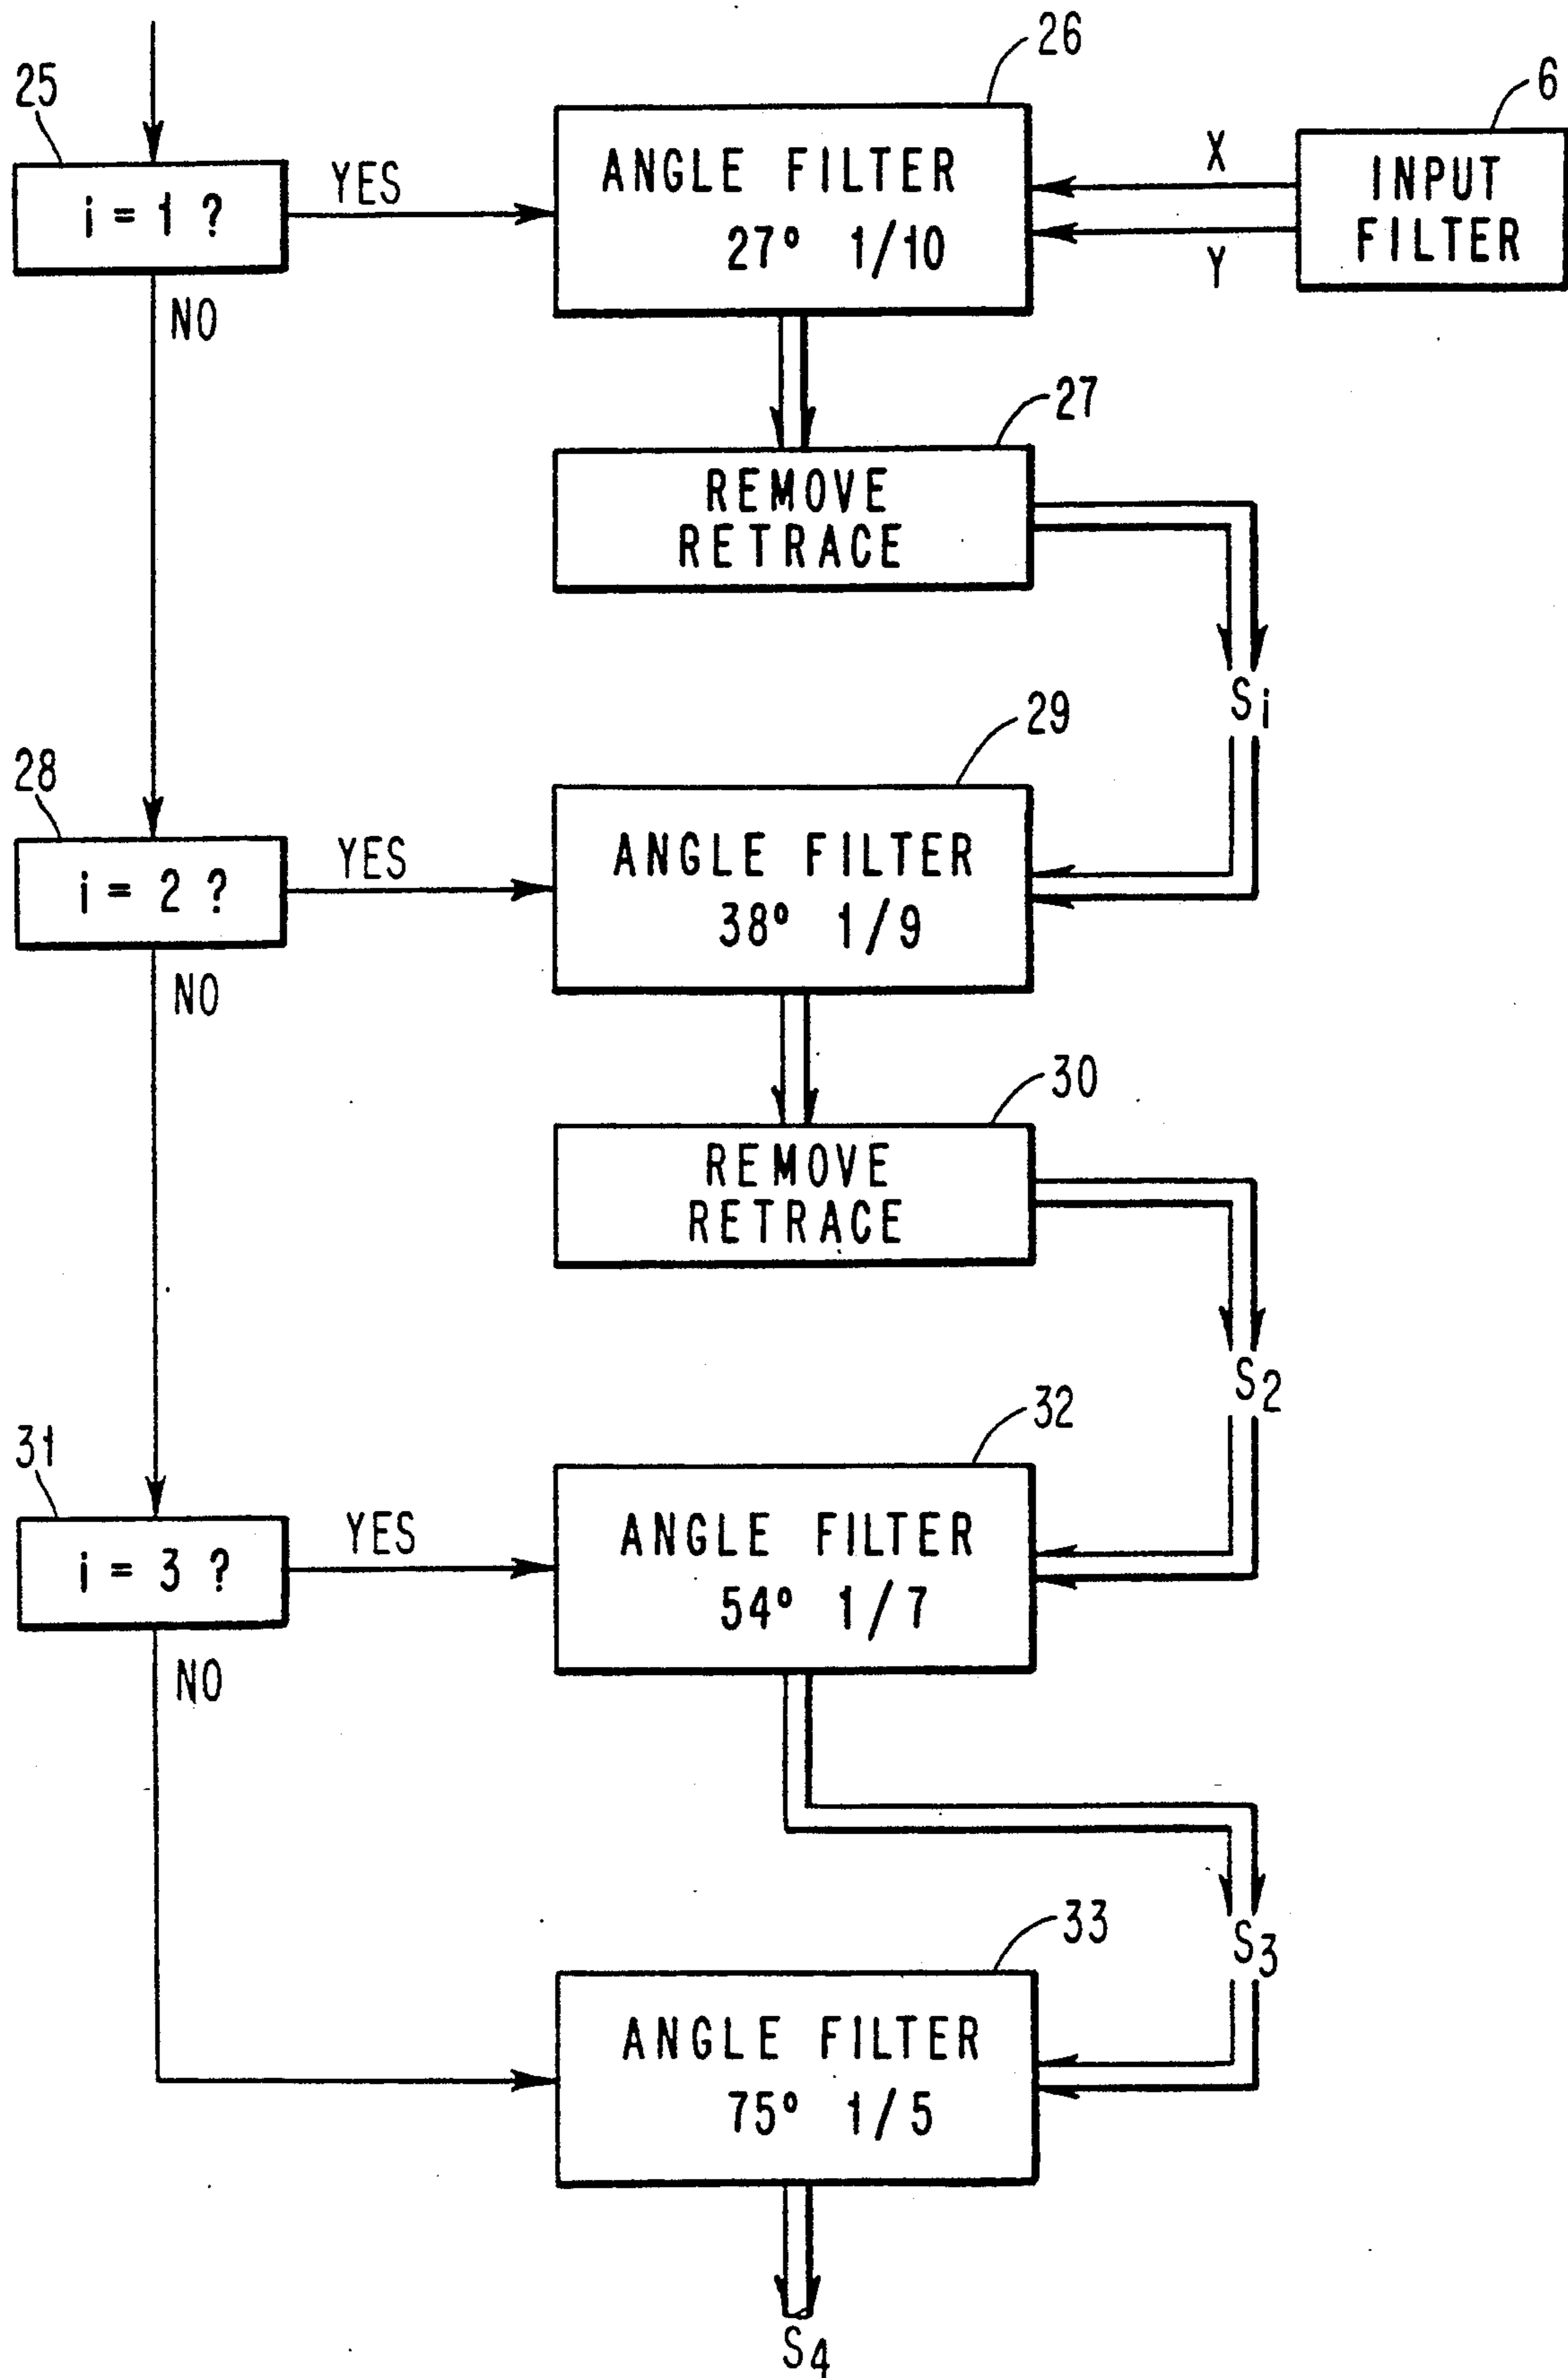 26
6
25
i = 1 ?
YES
ANGLE FILTER
27° 1/10
X
Y
INPUT
FILTER
NO
27
REMOVE
RETRACE
Si
29
28
i = 2 ?
YES
ANGLE FILTER
38° 1/9
NO
30
REMOVE
RETRACE
S2
32
31
i = 3 ?
YES
ANGLE FILTER
54° 1/7
NO
33
S3
ANGLE FILTER
75° 1/5
S4